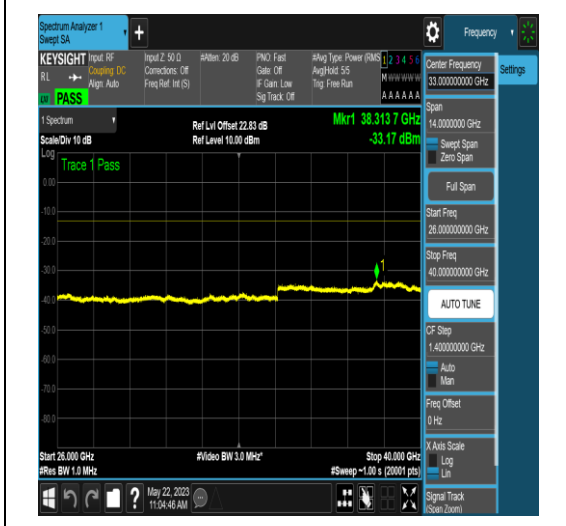 Spectrum Analyzer 1
Swept SA
+
Frequency
KEYSIGHT
Input: RF
Coupling: DC
Align: Auto
Input Z: 50 Ω
Corrections: Off
Freq Ref: Int (S)
#Atten: 20 dB
PNO: Fast
Gate: Off
IF Gain: Low
Sig Track: Off
#Avg Type: Power (RMS
Avg|Hold: 5/5
Trig: Free Run
1 2 3 4 5 6
M W W W W W
A A A A A A
R L
PASS
1 Spectrum
Scale/Div 10 dB
Ref Lvl Offset 22.83 dB
Ref Level 10.00 dBm
Mkr1 38.313 7 GHz
-33.17 dBm
Log
Trace 1 Pass
0.00
-10.0
-20.0
-30.0
-40.0
-50.0
-60.0
-70.0
-80.0
1
Start 26.000 GHz
#Res BW 1.0 MHz
#Video BW 3.0 MHz*
Stop 40.000 GHz
#Sweep ~1.00 s (20001 pts)
May 22, 2023
11:04:46 AM
?
Settings
Center Frequency
33.000000000 GHz
Span
14.0000000 GHz
Swept Span
Zero Span
Full Span
Start Freq
26.000000000 GHz
Stop Freq
40.000000000 GHz
AUTO TUNE
CF Step
1.400000000 GHz
Auto
Man
Freq Offset
0 Hz
X Axis Scale
Log
Lin
Signal Track
(Span Zoom)